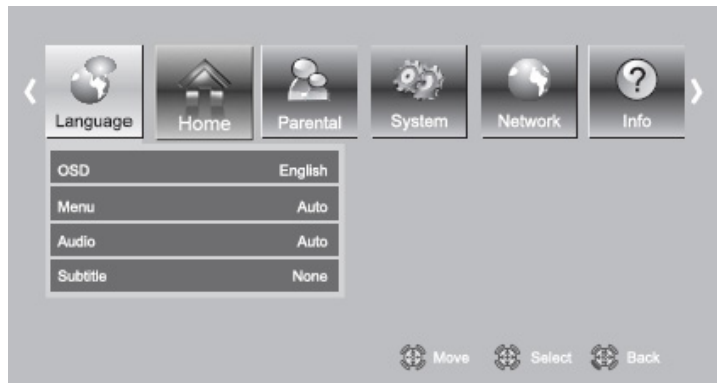 Language Home Parental System Network Info
OSD English
Menu Auto
Audio Auto
Subtitle None
Move Select Back